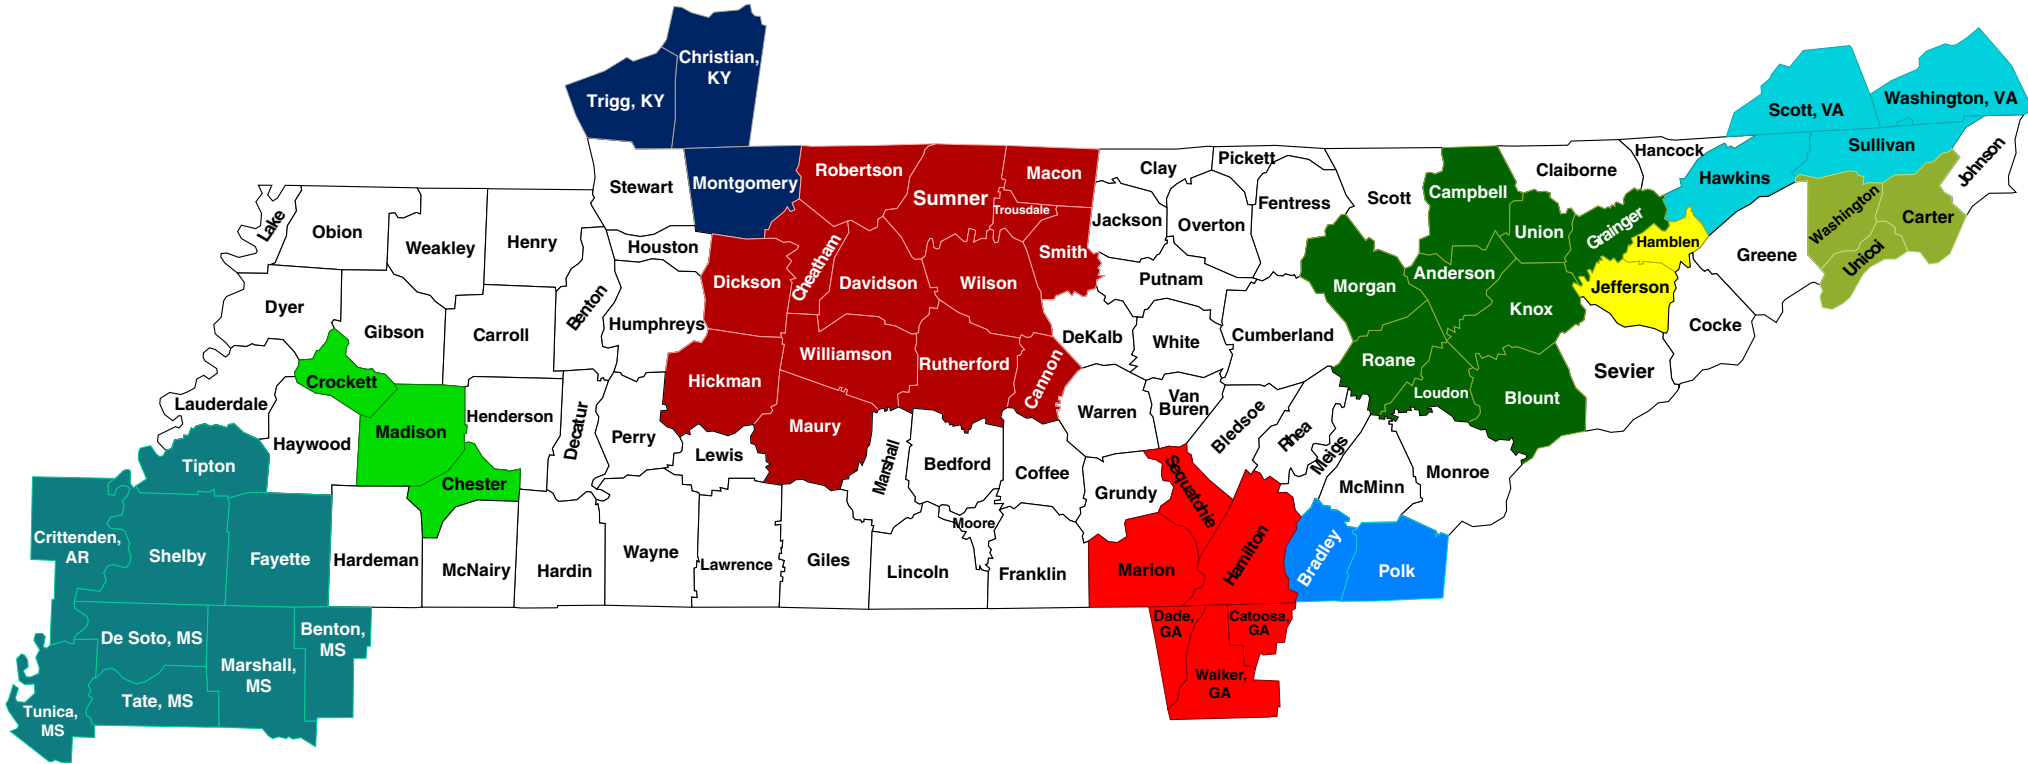 Christian,
KY
Trigg, KY
Scott, VA
Washington, VA
Stewart
Montgomery
Robertson
Sumner
Macon
Trousdale
Smith
Clay
Pickett
Jackson
Overton
Fentress
Scott
Campbell
Claiborne
Hancock
Hawkins
Sullivan
Johnson
Lake
Obion
Weakley
Henry
Houston
Benton
Humphreys
Dickson
Cheatham
Davidson
Wilson
Putnam
Morgan
Anderson
Union
Grainger
Hamblen
Jefferson
Greene
Washington
Unicoi
Carter
Dyer
Gibson
Carroll
Williamson
Rutherford
Cannon
DeKalb
White
Cumberland
Roane
Knox
Loudon
Blount
Sevier
Cocke
Crockett
Lauderdale
Haywood
Madison
Henderson
Decatur
Perry
Hickman
Lewis
Maury
Marshall
Bedford
Coffee
Warren
Van
Buren
Bledsoe
Rhea
Meigs
McMinn
Monroe
Tipton
Chester
Grundy
Sequatchie
Crittenden,
AR
Shelby
Fayette
Hardeman
McNairy
Hardin
Wayne
Lawrence
Giles
Lincoln
Moore
Franklin
Marion
Hamilton
Bradley
Polk
De Soto, MS
Benton,
MS
Marshall,
MS
Tate, MS
Tunica,
MS
Dade,
GA
Catoosa,
GA
Walker,
GA